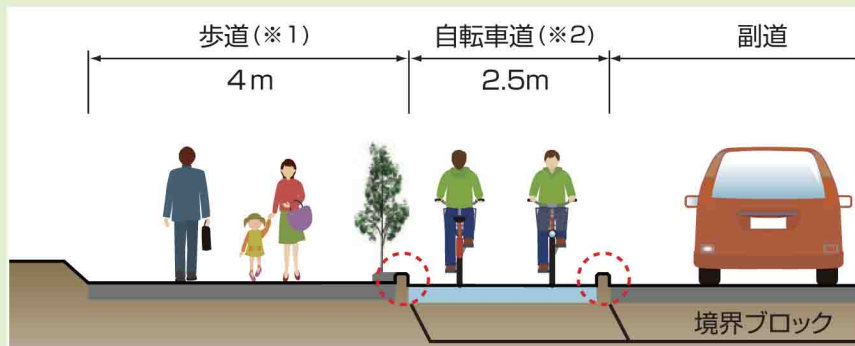 歩道(※1)
自転車道(※2)
副道
4m
2.5m
境界ブロック